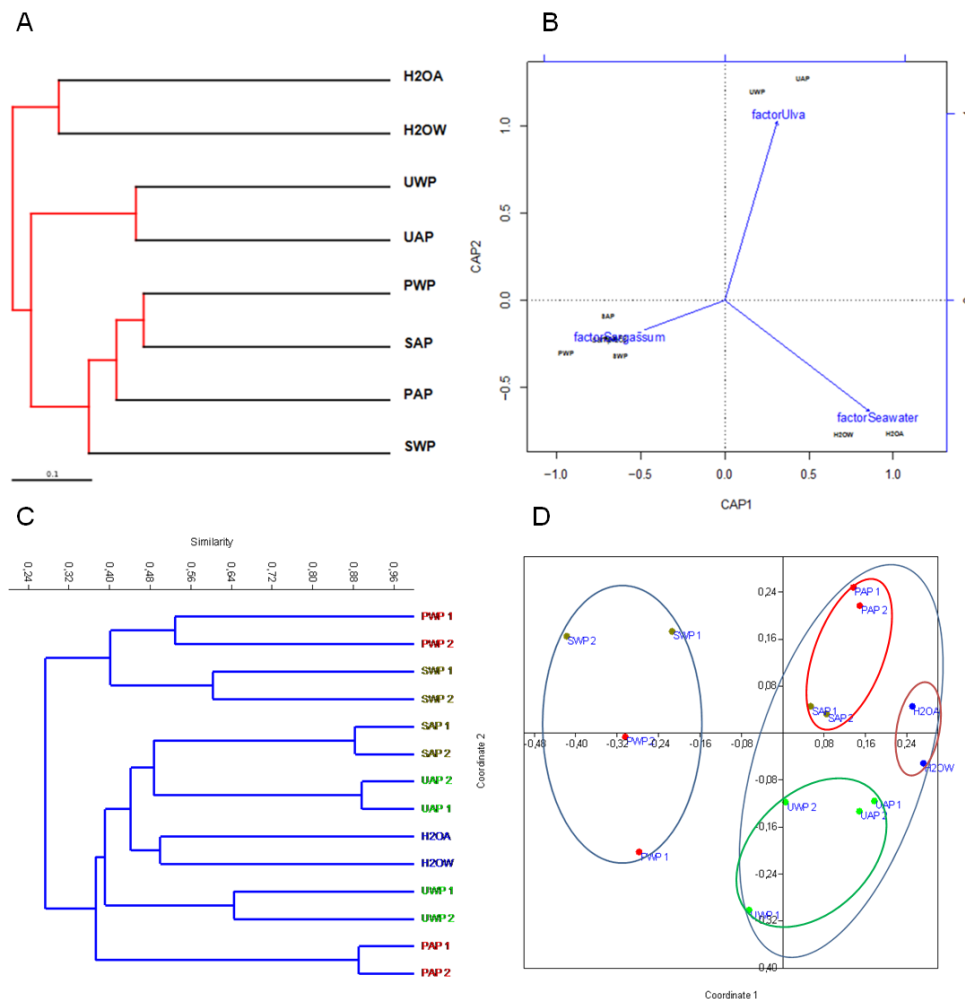 A
H2OA
H2OW
UWP
UAP
PWP
SAP
PAP
SWP
0.1
B
UAP
UWP
factorUlva
SAP
factorSargassum
PWP
SWP
factorSeawater
H2OW
H2OA
1.0
0.5
0.0
−0.5
CAP2
−1.0
−0.5
0.0
0.5
1.0
CAP1
C
Similarity
0,24
0,32
0,40
0,48
0,56
0,64
0,72
0,80
0,88
0,96
PWP 1
PWP 2
SWP 1
SWP 2
SAP 1
SAP 2
UAP 2
UAP 1
H2OA
H2OW
UWP 1
UWP 2
PAP 1
PAP 2
D
Coordinate 2
0,24
0,16
0,08
-0,08
-0,16
-0,24
-0,32
-0,48
-0,40
-0,32
-0,24
-0,16
-0,08
0,08
0,16
0,24
PAP 1
PAP 2
SWP 2
SWP 1
SAP 1
SAP 2
H2OA
PWP 2
H2OW
UWP 2
UAP 1
UAP 2
PWP 1
UWP 1
Coordinate 1